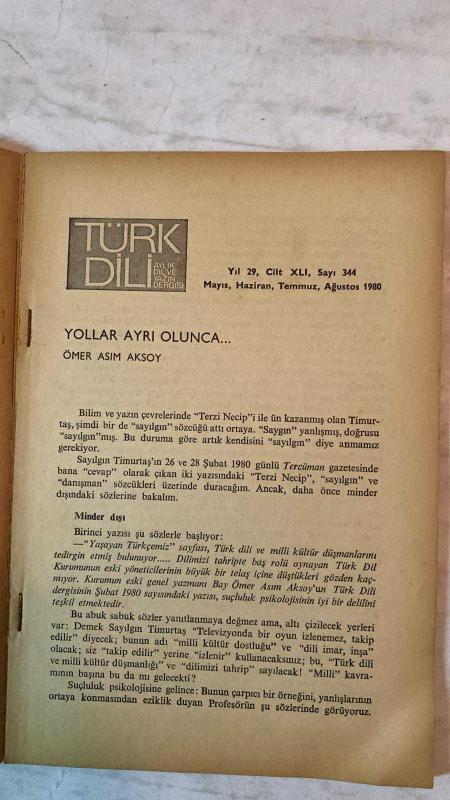 TÜRK
DİLİ
AYLIK
DİL VE
YAZIN
DERGİSİ
Yıl 29, Cilt XLI, Sayı 344
Mayıs, Haziran, Temmuz, Ağustos 1980
YOLLAR AYRI OLUNCA...
ÖMER ASIM AKSOY
Bilim ve yazın çevrelerinde "Terzi Necip"i ile ün kazanmış olan Timur-
taş, şimdi bir de "sayılgın" sözcüğü attı ortaya. "Saygın" yanlışmış, doğrusu
"sayılgın"mış. Bu duruma göre artık kendisini "sayılgın" diye anmamız
gerekiyor.
Sayılgın Timurtaş'ın 26 ve 28 Şubat 1980 günlü Tercüman gazetesinde
bana "cevap" olarak çıkan iki yazısındaki "Terzi Necip", "sayılgın" ve
"danışman" sözcükleri üzerinde duracağım. Ancak, daha önce minder
dışındaki sözlerine bakalım.
Minder dışı
Birinci yazısı şu sözlerle başlıyor:
—"Yaşayan Türkçemiz" sayfası, Türk dili ve milli kültür düşmanlarını
tedirgin etmiş bulunuyor..... Dilimizi tahripte baş rolü oynayan Türk Dil
Kurumunun eski yöneticilerinin büyük bir telaş içine düştükleri gözden kaç-
mıyor. Kurumun eski genel yazmanı Bay Ömer Asım Aksoy'un Türk Dili
dergisinin Şubat 1980 sayısındaki yazısı, suçluluk psikolojisinin iyi bir delilini
teşkil etmektedir.
Bu abuk sabuk sözler yanıtlanmaya değmez ama, altı çizilecek yerleri
var: Demek Sayılgın Timurtaş "Televizyonda bir oyun izlenemez, takip
edilir" diyecek; bunun adı "milli kültür dostluğu" ve "dili imar, inşa"
olacak; siz "takip edilir" yerine "izlenir" kullanacaksınız; bu, "Türk dili
ve milli kültür düşmanlığı" ve "dilimizi tahrip" sayılacak! "Milli" kavra-
mının başına bu da mı gelecekti?
Suçluluk psikolojisine gelince: Bunun çarpıcı bir örneğini, yanlışlarının
ortaya konmasından eziklik duyan Profesörün şu sözlerinde görüyoruz.